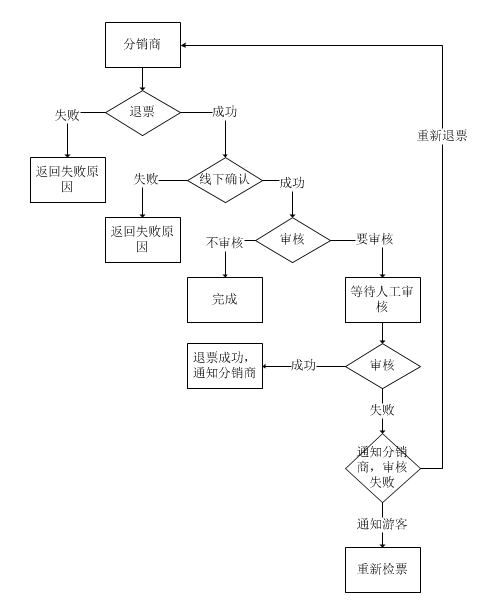 分销商
退票
失败
成功
重新退票
返回失败原
因
失败
线下确认
成功
返回失败原
因
不审核
审核
要审核
完成
等待人工审
核
退票成功，
通知分销商
成功
审核
失败
通知分销
商，审核
失败
通知游客
重新检票